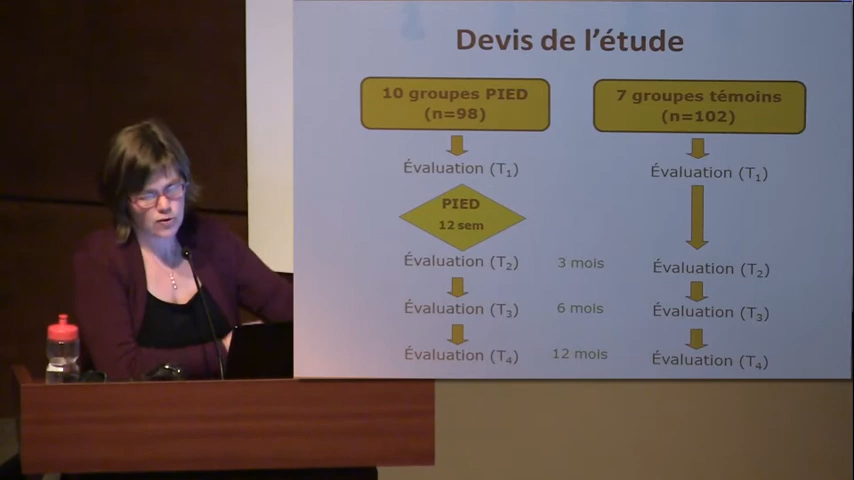 Devis de l'étude
10 groupes PIED
(n=98)
7 groupes témoins
(n=102)
Évaluation (T₁)
Évaluation (T₁)
PIED
12 sem
Évaluation (T₂)
3 mois
Évaluation (T₂)
Évaluation (T₃)
6 mois
Évaluation (T₃)
Évaluation (T₄)
12 mois
Évaluation (T₄)